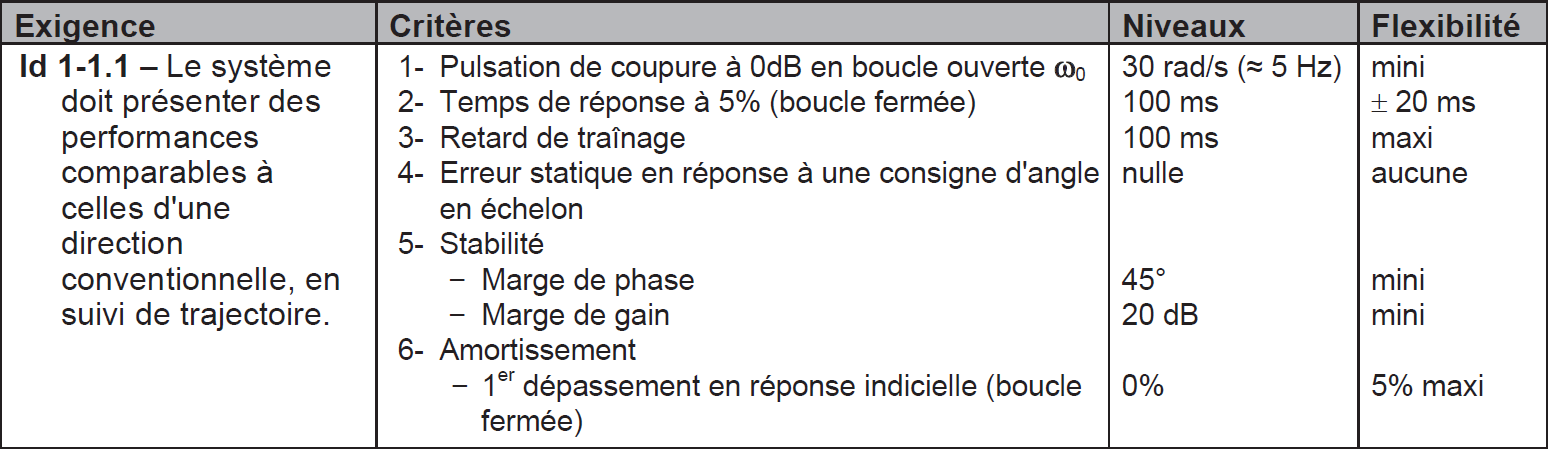 Exigence Critères Niveaux Flexibilité
Id 1-1.1 – Le système 1- Pulsation de coupure à 0dB en boucle ouverte ω0 30 rad/s (≈ 5 Hz) mini
doit présenter des 2- Temps de réponse à 5% (boucle fermée) 100 ms ± 20 ms
performances 3- Retard de traînage 100 ms maxi
comparables à 4- Erreur statique en réponse à une consigne d'angle nulle aucune
celles d'une en échelon
direction 5- Stabilité
conventionnelle, en − Marge de phase 45° mini
suivi de trajectoire. − Marge de gain 20 dB mini
6- Amortissement
− 1er dépassement en réponse indicielle (boucle 0% 5% maxi
fermée)